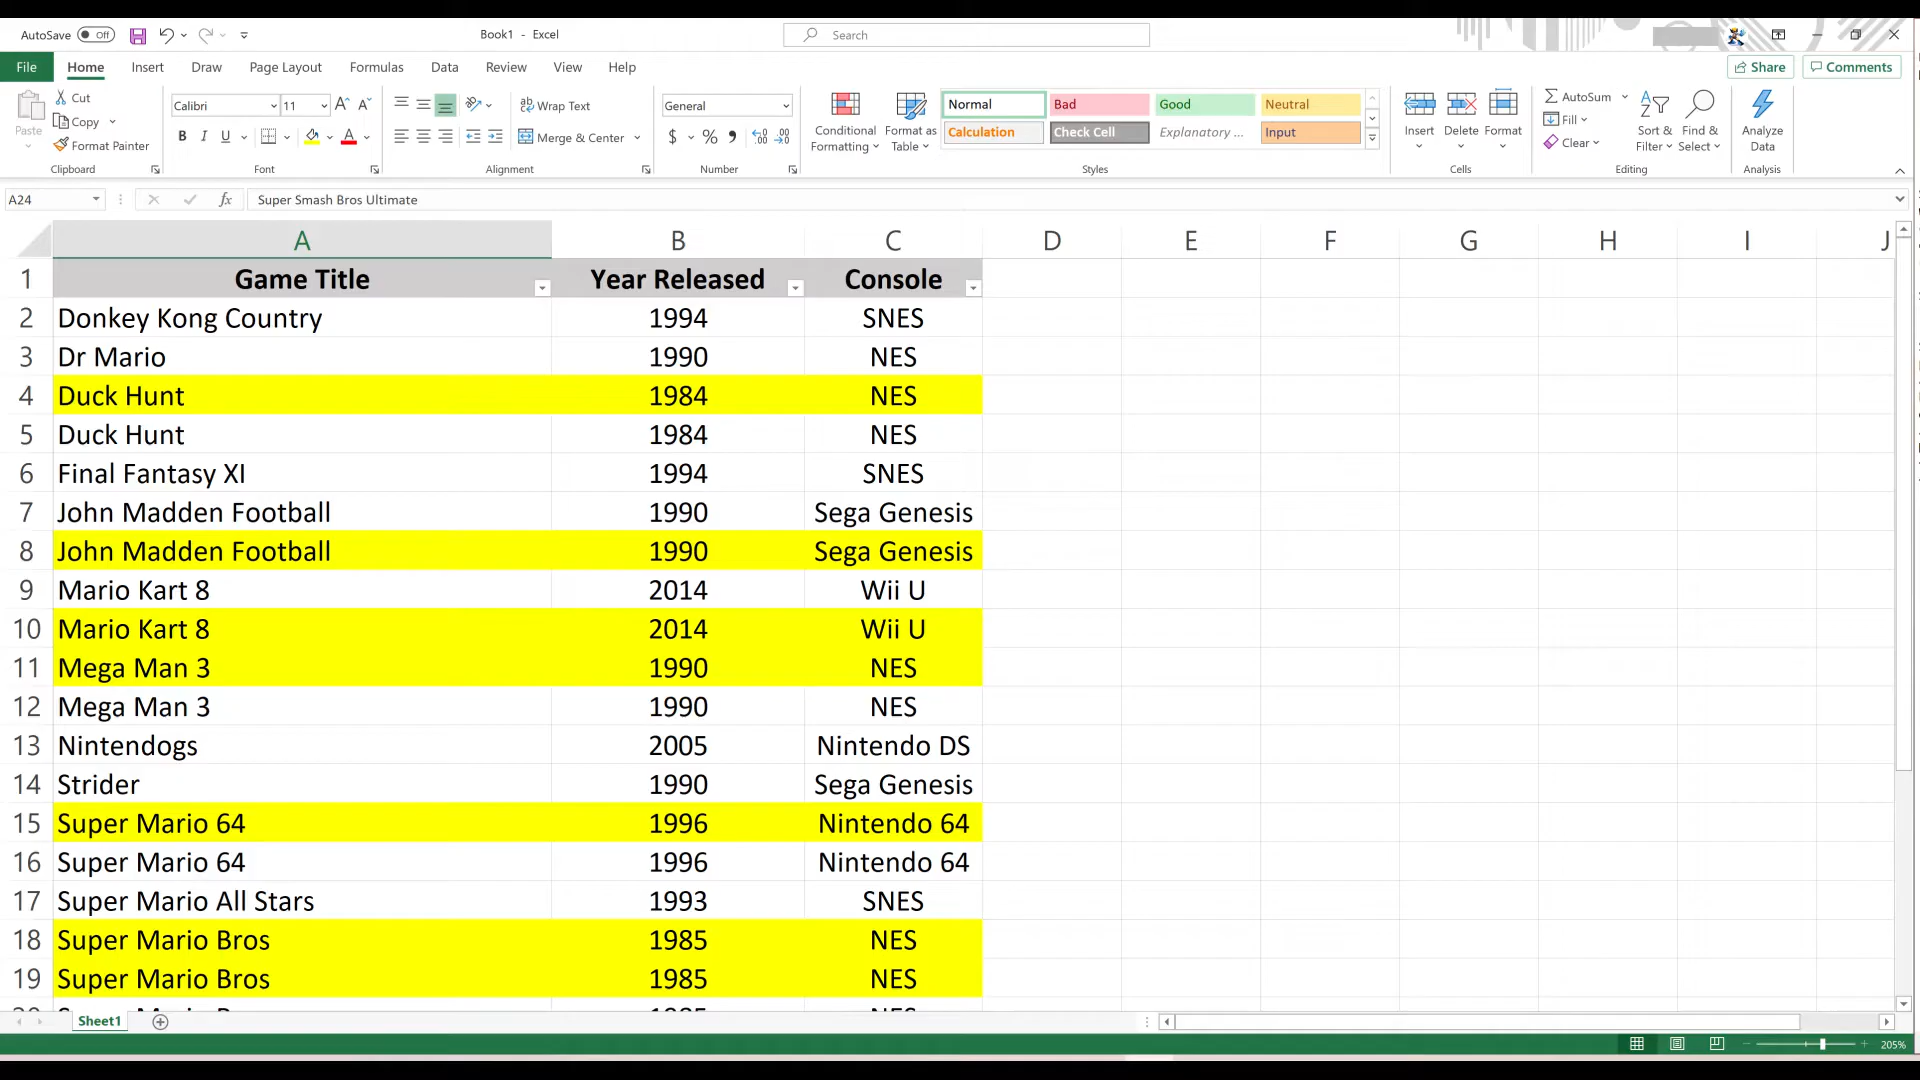 AutoSave Off Book1 - Excel Search
File Home Insert Draw Page Layout Formulas Data Review View Help Share Comments
Paste Cut Copy Format Painter Clipboard
Calibri 11 B I U Font
Wrap Text Merge & Center Alignment
General $ % , Number
Conditional Formatting Format as Table
Normal Bad Good Neutral
Calculation Check Cell Explanatory ... Input
Styles
Insert Delete Format Cells
AutoSum Fill Clear Sort & Filter Find & Select Editing
Analyze Data Analysis
A24 fx Super Smash Bros Ultimate
A B C D E F G H I J
1 Game Title Year Released Console
2 Donkey Kong Country 1994 SNES
3 Dr Mario 1990 NES
4 Duck Hunt 1984 NES
5 Duck Hunt 1984 NES
6 Final Fantasy XI 1994 SNES
7 John Madden Football 1990 Sega Genesis
8 John Madden Football 1990 Sega Genesis
9 Mario Kart 8 2014 Wii U
10 Mario Kart 8 2014 Wii U
11 Mega Man 3 1990 NES
12 Mega Man 3 1990 NES
13 Nintendogs 2005 Nintendo DS
14 Strider 1990 Sega Genesis
15 Super Mario 64 1996 Nintendo 64
16 Super Mario 64 1996 Nintendo 64
17 Super Mario All Stars 1993 SNES
18 Super Mario Bros 1985 NES
19 Super Mario Bros 1985 NES
Sheet1
205%